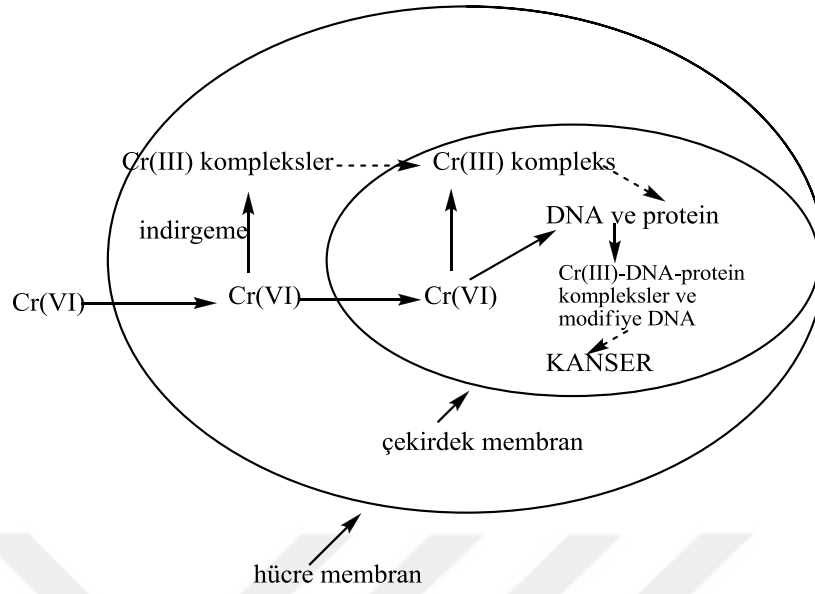 Cr(III) kompleksler
Cr(III) kompleks
DNA ve protein
indirgeme
Cr(III)-DNA-protein
kompleksler ve
modifiye DNA
Cr(VI)
Cr(VI)
Cr(VI)
KANSER
çekirdek membran
hücre membran